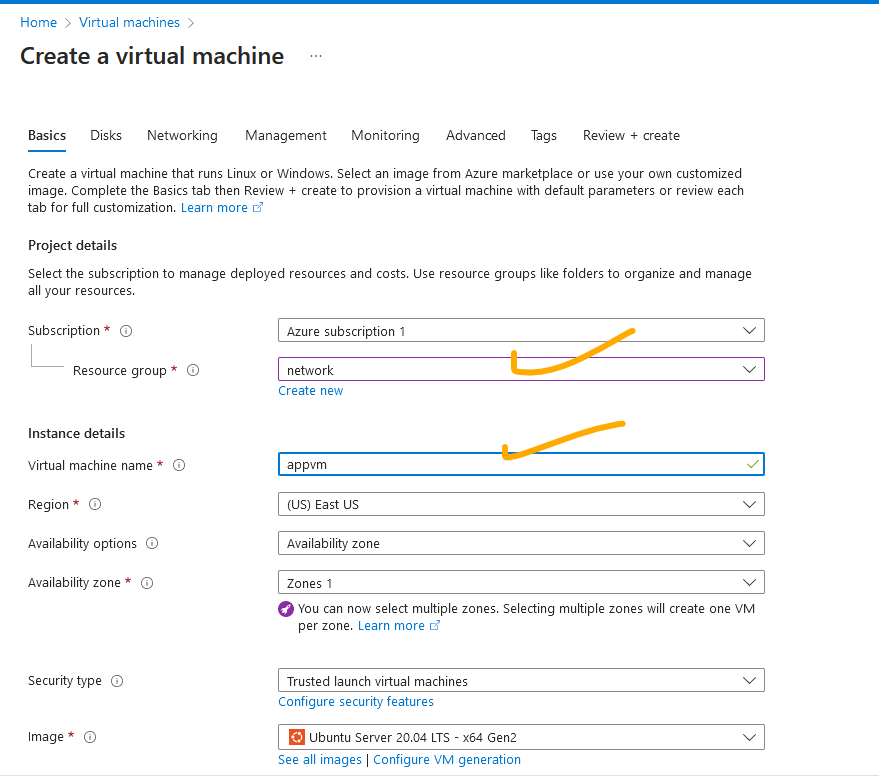 Home > Virtual machines >
Create a virtual machine ...
Basics Disks Networking Management Monitoring Advanced Tags Review + create
Create a virtual machine that runs Linux or Windows. Select an image from Azure marketplace or use your own customized
image. Complete the Basics tab then Review + create to provision a virtual machine with default parameters or review each
tab for full customization. Learn more
Project details
Select the subscription to manage deployed resources and costs. Use resource groups like folders to organize and manage
all your resources.
Subscription * Azure subscription 1
Resource group * network
Create new
Instance details
Virtual machine name * appvm
Region * (US) East US
Availability options Availability zone
Availability zone * Zones 1
You can now select multiple zones. Selecting multiple zones will create one VM
per zone. Learn more
Security type Trusted launch virtual machines
Configure security features
Image * Ubuntu Server 20.04 LTS - x64 Gen2
See all images | Configure VM generation